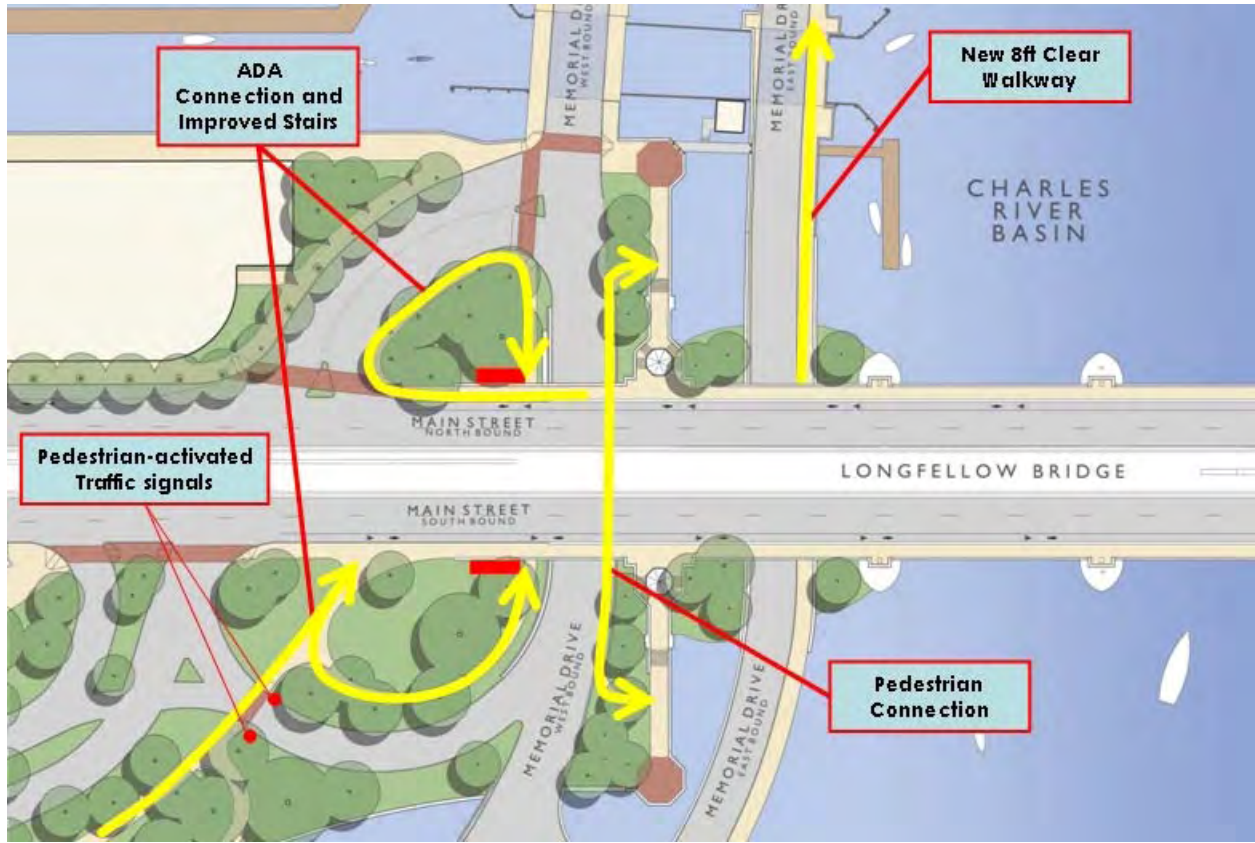 ADA
Connection and
Improved Stairs
MEMORIAL DRIVE
WEST BOUND
MEMORIAL DRIVE
EAST BOUND
New 8ft Clear
Walkway
CHARLES
RIVER
BASIN
MAIN STREET
NORTH BOUND
Pedestrian-activated
Traffic signals
LONGFELLOW BRIDGE
MAIN STREET
SOUTH BOUND
MEMORIAL DRIVE
WEST BOUND
MEMORIAL DRIVE
EAST BOUND
Pedestrian
Connection